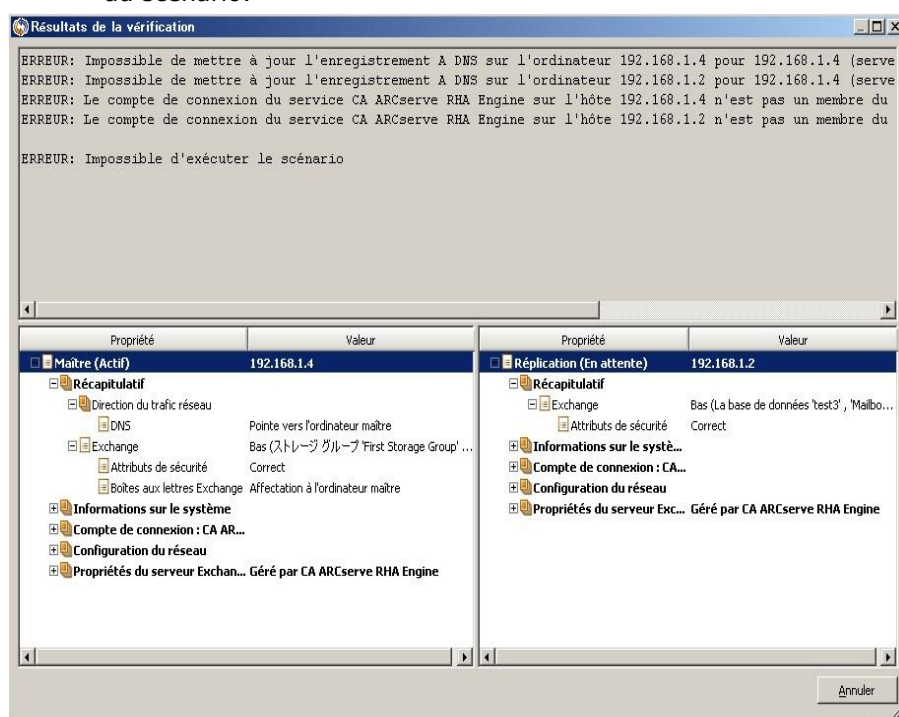 Résultats de la vérification
ERREUR: Impossible de mettre à jour l'enregistrement A DNS sur l'ordinateur 192.168.1.4 pour 192.168.1.4 (serve
ERREUR: Impossible de mettre à jour l'enregistrement A DNS sur l'ordinateur 192.168.1.2 pour 192.168.1.4 (serve
ERREUR: Le compte de connexion du service CA ARCserve RHA Engine sur l'hôte 192.168.1.4 n'est pas un membre du
ERREUR: Le compte de connexion du service CA ARCserve RHA Engine sur l'hôte 192.168.1.2 n'est pas un membre du
ERREUR: Impossible d'exécuter le scénario
Propriété Valeur
Maître (Actif) 192.168.1.4
Récapitulatif
Direction du trafic réseau
DNS Pointe vers l'ordinateur maître
Exchange Bas (ストレージ グループ 'First Storage Group' ...
Attributs de sécurité Correct
Boîtes aux lettres Exchange Affectation à l'ordinateur maître
Informations sur le système
Compte de connexion : CA AR...
Configuration du réseau
Propriétés du serveur Exchan... Géré par CA ARCserve RHA Engine
Propriété Valeur
Réplication (En attente) 192.168.1.2
Récapitulatif
Exchange Bas (La base de données 'test3' , 'Mailbo...
Attributs de sécurité Correct
Informations sur le systè...
Compte de connexion : CA...
Configuration du réseau
Propriétés du serveur Exc... Géré par CA ARCserve RHA Engine
Annuler